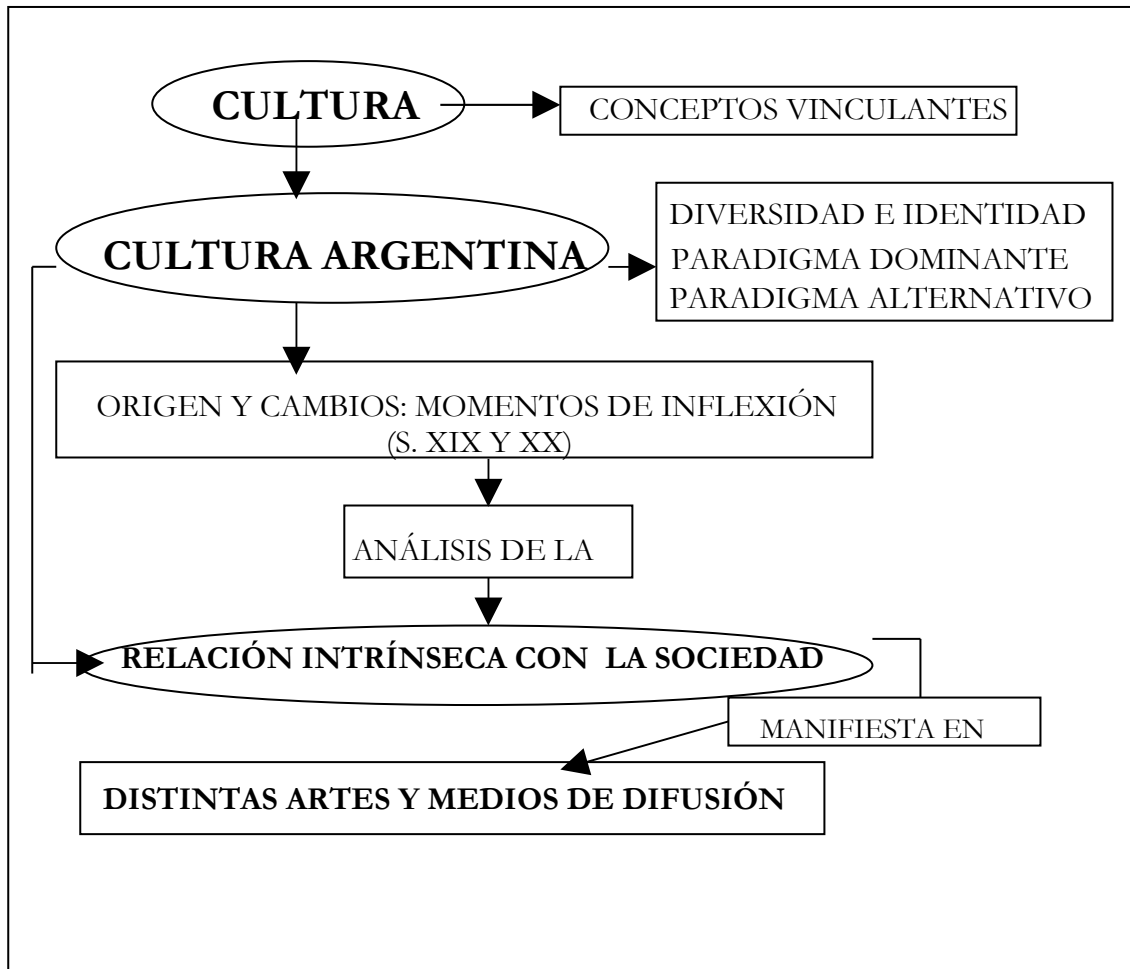 CULTURA
CONCEPTOS VINCULANTES
CULTURA ARGENTINA
DIVERSIDAD E IDENTIDAD
PARADIGMA DOMINANTE
PARADIGMA ALTERNATIVO
ORIGEN Y CAMBIOS: MOMENTOS DE INFLEXIÓN
(S. XIX Y XX)
ANÁLISIS DE LA
RELACIÓN INTRÍNSECA CON LA SOCIEDAD
MANIFIESTA EN
DISTINTAS ARTES Y MEDIOS DE DIFUSIÓN